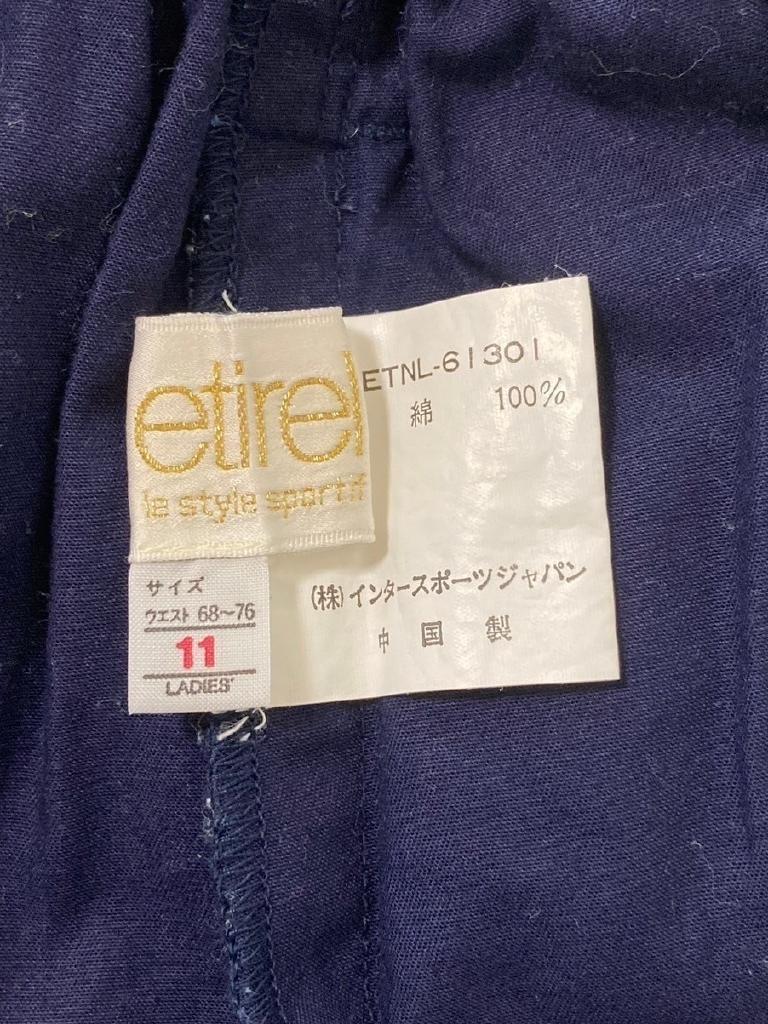 etirel
le style sportif
サイズ
ウエスト 68〜76
11
LADIES'
ETNL-61301
綿 100%
(株)インタースポーツジャパン
中国製